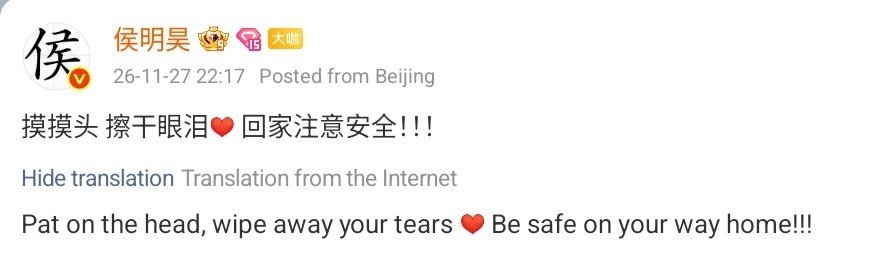 侯
侯明昊 9 15 大咖
26-11-27 22:17 Posted from Beijing
摸摸头 擦干眼泪❤️ 回家注意安全!!!
Hide translation Translation from the Internet
Pat on the head, wipe away your tears ❤️ Be safe on your way home!!!